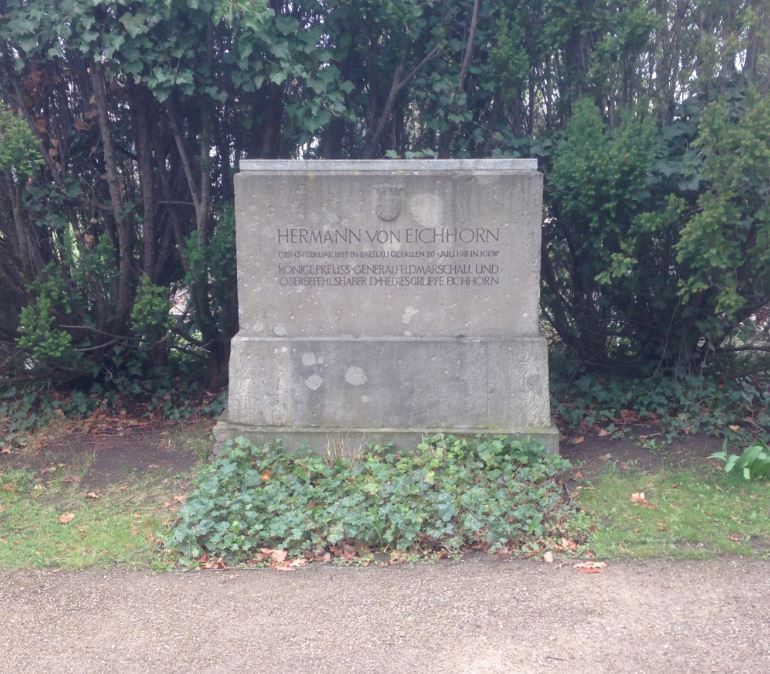 HERMANN VON EICHHORN
GEB·13·FEBRUAR 1848 IN BRESLAU GEFALLEN 30·JULI 1918 IN KIEW
KÖNIGL·PREUSS·GENERALFELDMARSCHALL UND
OBERBEFEHLSHABER D·HEERESGRUPPE EICHHORN